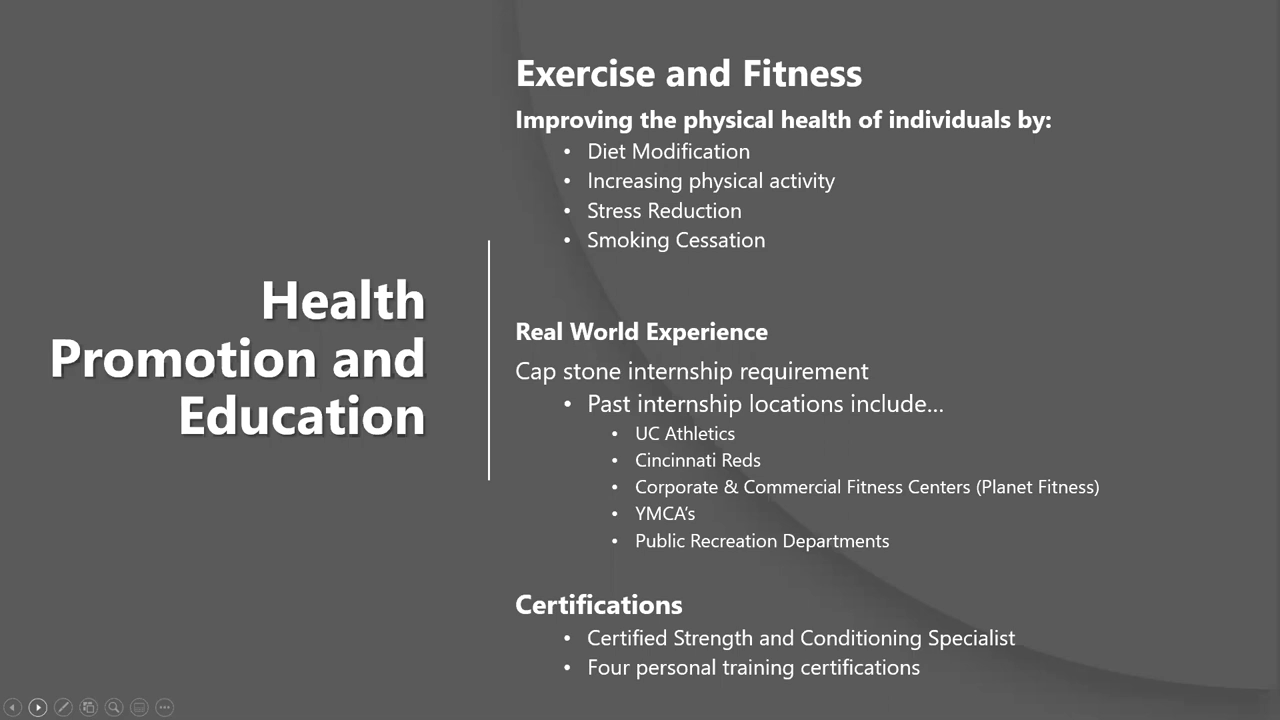 Health
Promotion and
Education
Exercise and Fitness
Improving the physical health of individuals by:
• Diet Modification
• Increasing physical activity
• Stress Reduction
• Smoking Cessation
Real World Experience
Cap stone internship requirement
• Past internship locations include...
• UC Athletics
• Cincinnati Reds
• Corporate & Commercial Fitness Centers (Planet Fitness)
• YMCA's
• Public Recreation Departments
Certifications
• Certified Strength and Conditioning Specialist
• Four personal training certifications